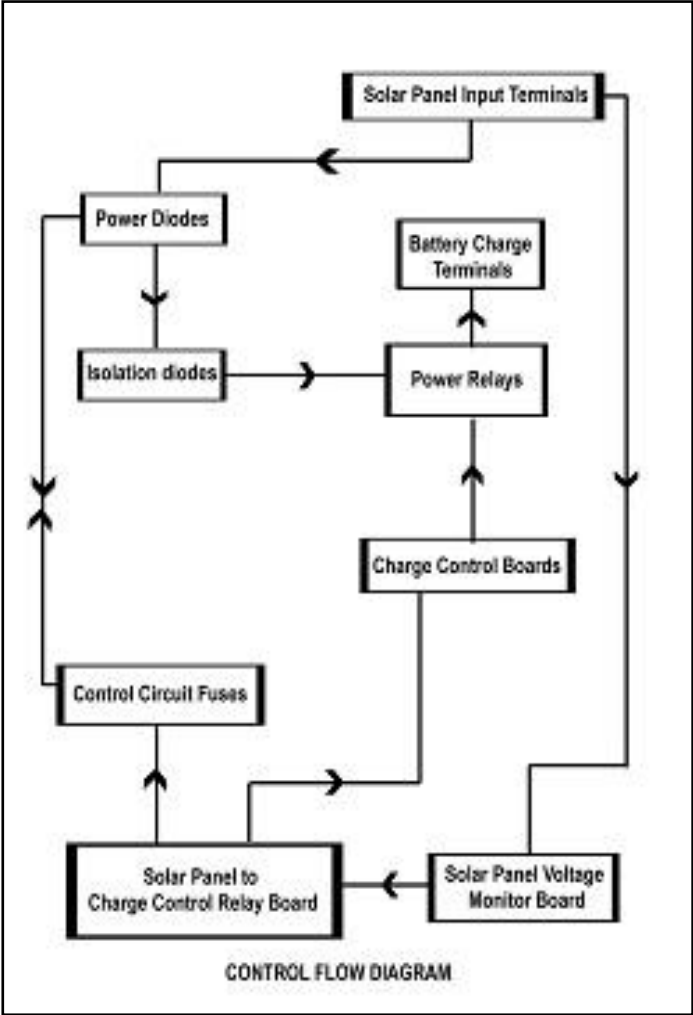 Solar Panel Input Terminals
Power Diodes
Battery Charge
Terminals
Isolation diodes
Power Relays
Charge Control Boards
Control Circuit Fuses
Solar Panel to
Charge Control Relay Board
Solar Panel Voltage
Monitor Board
CONTROL FLOW DIAGRAM